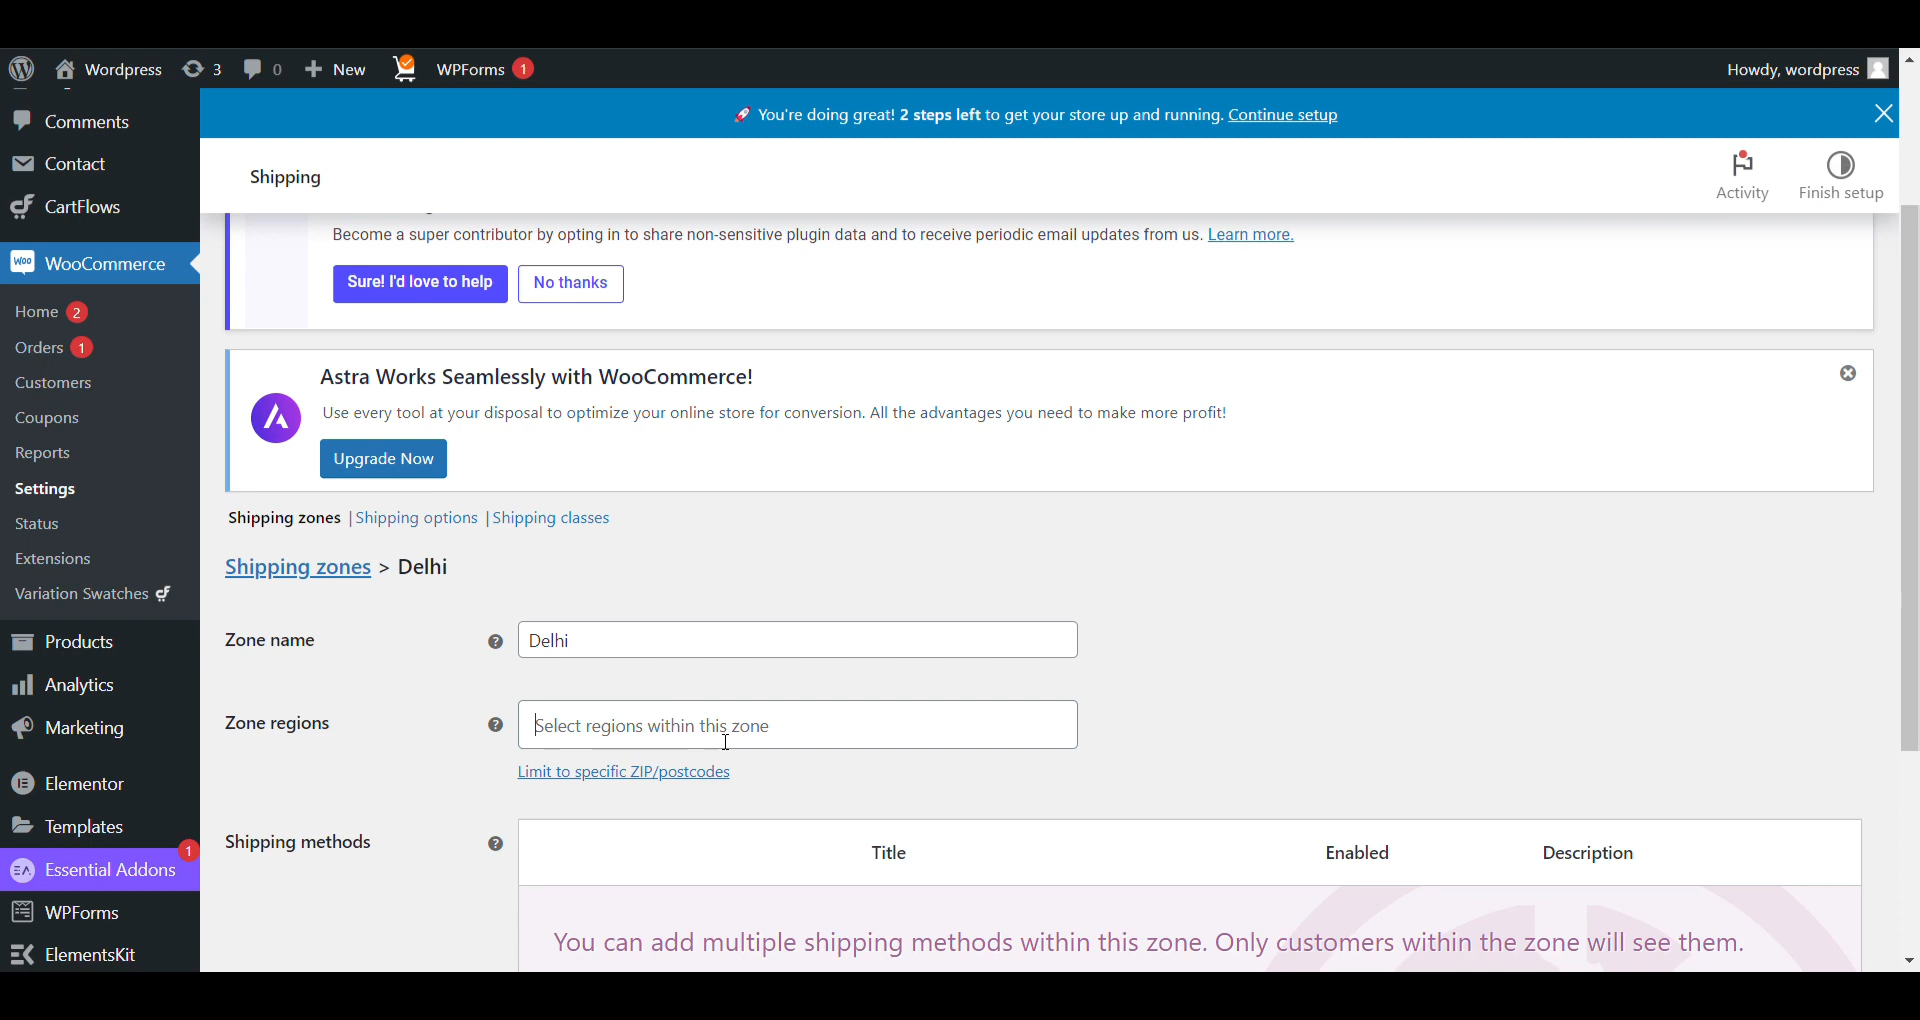 Wordpress 3 0 New WPForms 1 Howdy, wordpress
You're doing great! 2 steps left to get your store up and running. Continue setup
Comments
Contact
CartFlows
WooCommerce
Home 2
Orders 1
Customers
Coupons
Reports
Settings
Status
Extensions
Variation Swatches
Products
Analytics
Marketing
Elementor
Templates
Essential Addons 1
WPForms
ElementsKit
Shipping
Activity Finish setup
Become a super contributor by opting in to share non-sensitive plugin data and to receive periodic email updates from us. Learn more.
Sure! I'd love to help No thanks
Astra Works Seamlessly with WooCommerce!
Use every tool at your disposal to optimize your online store for conversion. All the advantages you need to make more profit!
Upgrade Now
Shipping zones | Shipping options | Shipping classes
Shipping zones > Delhi
Zone name ? Delhi
Zone regions ? Select regions within this zone
Limit to specific ZIP/postcodes
Shipping methods ? Title Enabled Description
You can add multiple shipping methods within this zone. Only customers within the zone will see them.